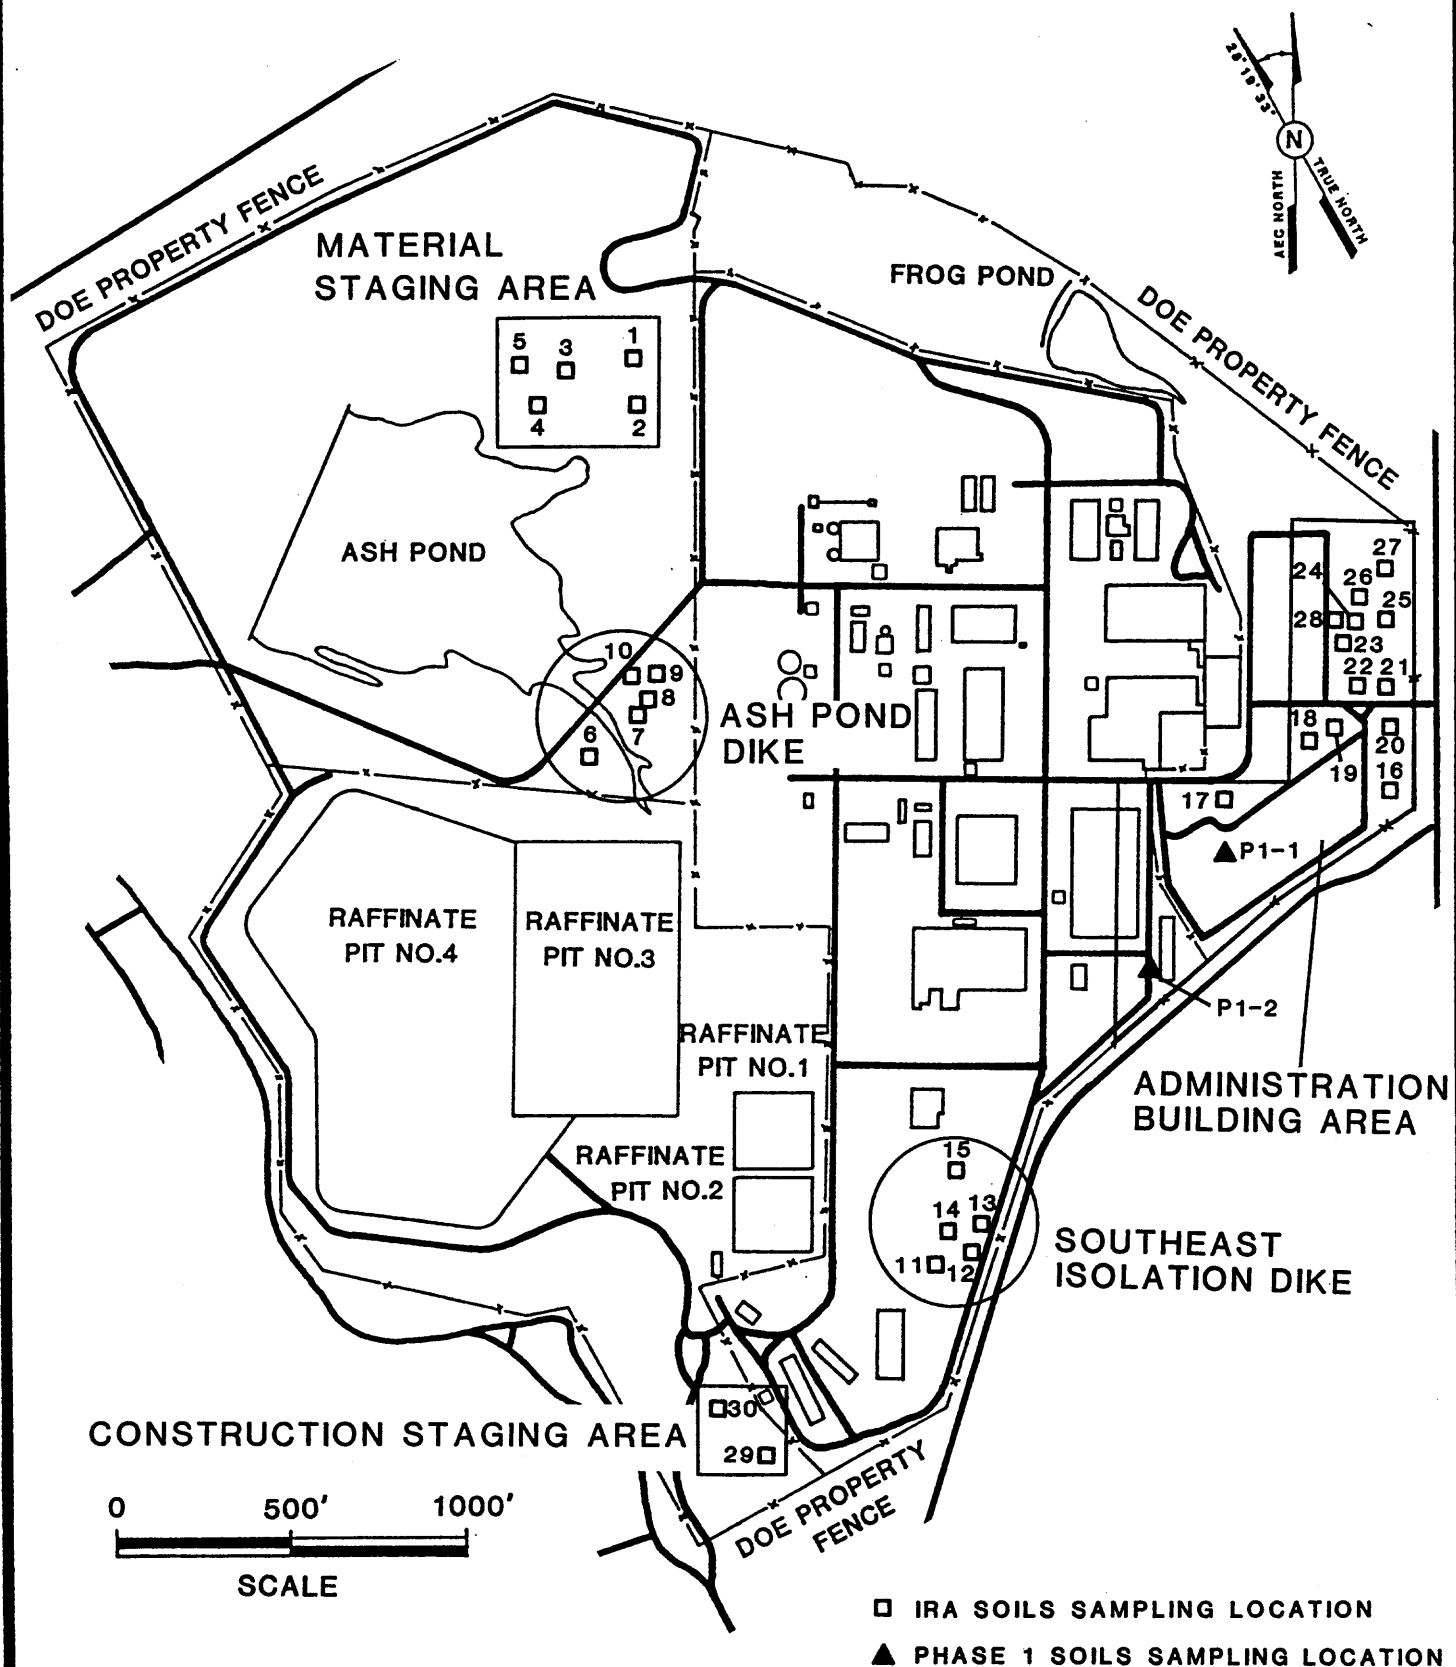 28° 19' 33"
N
AEC NORTH
TRUE NORTH
DOE PROPERTY FENCE
MATERIAL
STAGING AREA
FROG POND
DOE PROPERTY FENCE
5
3
1
4
2
ASH POND
27
24
26
25
28
23
22
21
10
9
8
7
6
ASH POND
DIKE
18
20
19
16
17
P1-1
RAFFINATE
PIT NO.4
RAFFINATE
PIT NO.3
P1-2
RAFFINATE
PIT NO.1
ADMINISTRATION
BUILDING AREA
RAFFINATE
PIT NO.2
15
14
13
11
12
SOUTHEAST
ISOLATION DIKE
30
29
CONSTRUCTION STAGING AREA
DOE PROPERTY
FENCE
0
500'
1000'
SCALE
IRA SOILS SAMPLING LOCATION
PHASE 1 SOILS SAMPLING LOCATION